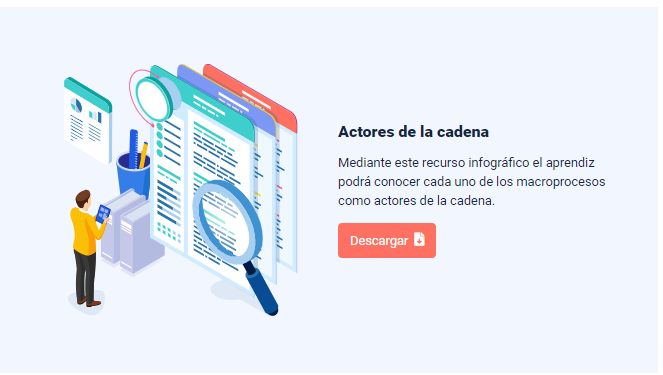 Actores de la cadena
Mediante este recurso infográfico el aprendiz
podrá conocer cada uno de los macroprocesos
como actores de la cadena.
Descargar